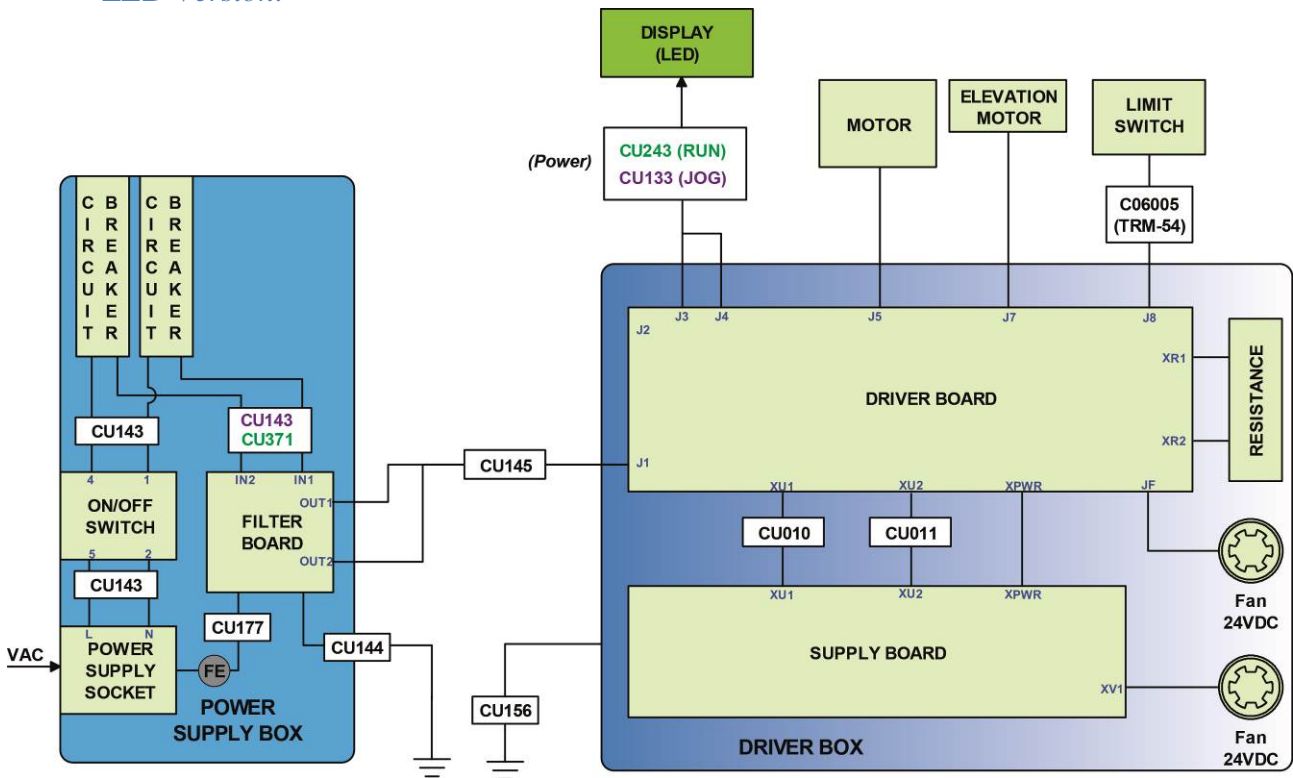 LED version:
DISPLAY
(LED)
(Power)
CU243 (RUN)
CU133 (JOG)
MOTOR
ELEVATION
MOTOR
LIMIT
SWITCH
C06005
(TRM-54)
CIRCUIT
BREAKER
CIRCUIT
BREAKER
CU143
CU143
CU371
4
1
IN2
IN1
ON/OFF
SWITCH
5
2
OUT1
FILTER
BOARD
OUT2
CU143
L
N
POWER
SUPPLY
SOCKET
VAC
FE
CU177
CU144
POWER
SUPPLY BOX
CU145
CU156
J2
J3
J4
J5
J7
J8
XR1
XR2
DRIVER BOARD
RESISTANCE
J1
XU1
XU2
XPWR
JF
CU010
CU011
XU1
XU2
XPWR
SUPPLY BOARD
XV1
Fan
24VDC
Fan
24VDC
DRIVER BOX